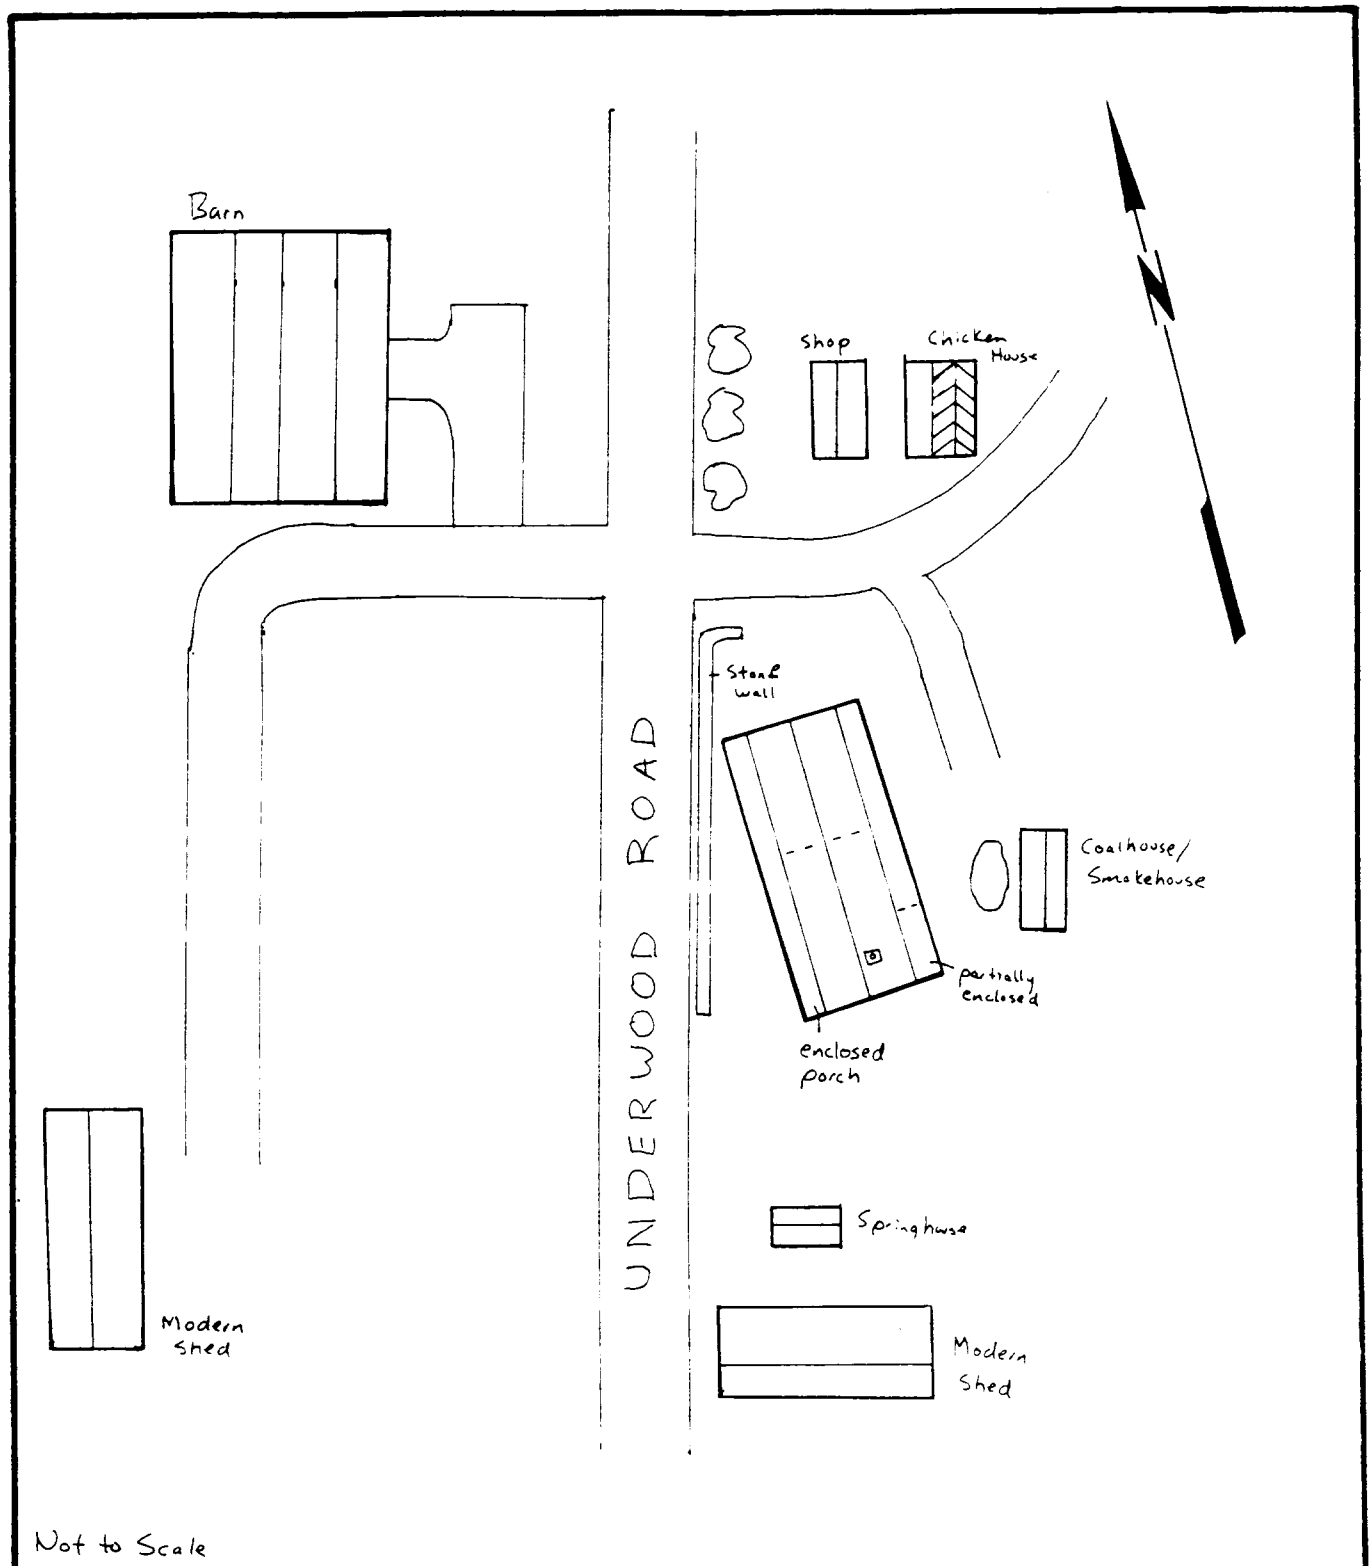 Barn
Shop
Chicken
House
Stone
wall
UNDERWOOD ROAD
Coalhouse/
Smokehouse
partially
enclosed
enclosed
porch
Springhouse
Modern
Shed
Modern
Shed
Not to Scale
N